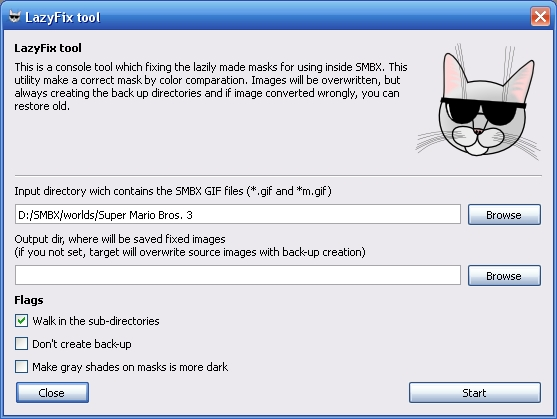 LazyFix tool
LazyFix tool
This is a console tool which fixing the lazily made masks for using inside SMBX. This
utility make a correct mask by color comparation. Images will be overwritten, but
always creating the back up directories and if image converted wrongly, you can
restore old.
Input directory wich contains the SMBX GIF files (*.gif and *m.gif)
D:/SMBX/worlds/Super Mario Bros. 3
Browse
Output dir, where will be saved fixed images
(if you not set, target will overwrite source images with back-up creation)
Browse
Flags
Walk in the sub-directories
Don't create back-up
Make gray shades on masks is more dark
Close
Start